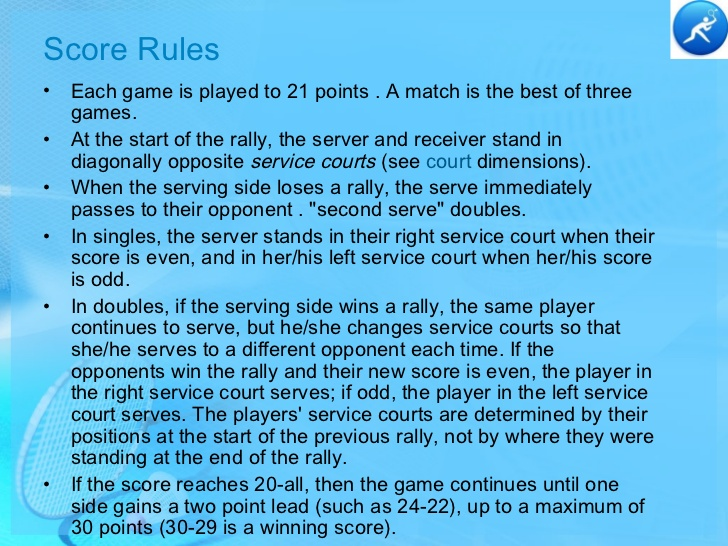 Score Rules
• Each game is played to 21 points . A match is the best of three
games.
• At the start of the rally, the server and receiver stand in
diagonally opposite service courts (see court dimensions).
• When the serving side loses a rally, the serve immediately
passes to their opponent . "second serve" doubles.
• In singles, the server stands in their right service court when their
score is even, and in her/his left service court when her/his score
is odd.
• In doubles, if the serving side wins a rally, the same player
continues to serve, but he/she changes service courts so that
she/he serves to a different opponent each time. If the
opponents win the rally and their new score is even, the player in
the right service court serves; if odd, the player in the left service
court serves. The players' service courts are determined by their
positions at the start of the previous rally, not by where they were
standing at the end of the rally.
• If the score reaches 20-all, then the game continues until one
side gains a two point lead (such as 24-22), up to a maximum of
30 points (30-29 is a winning score).